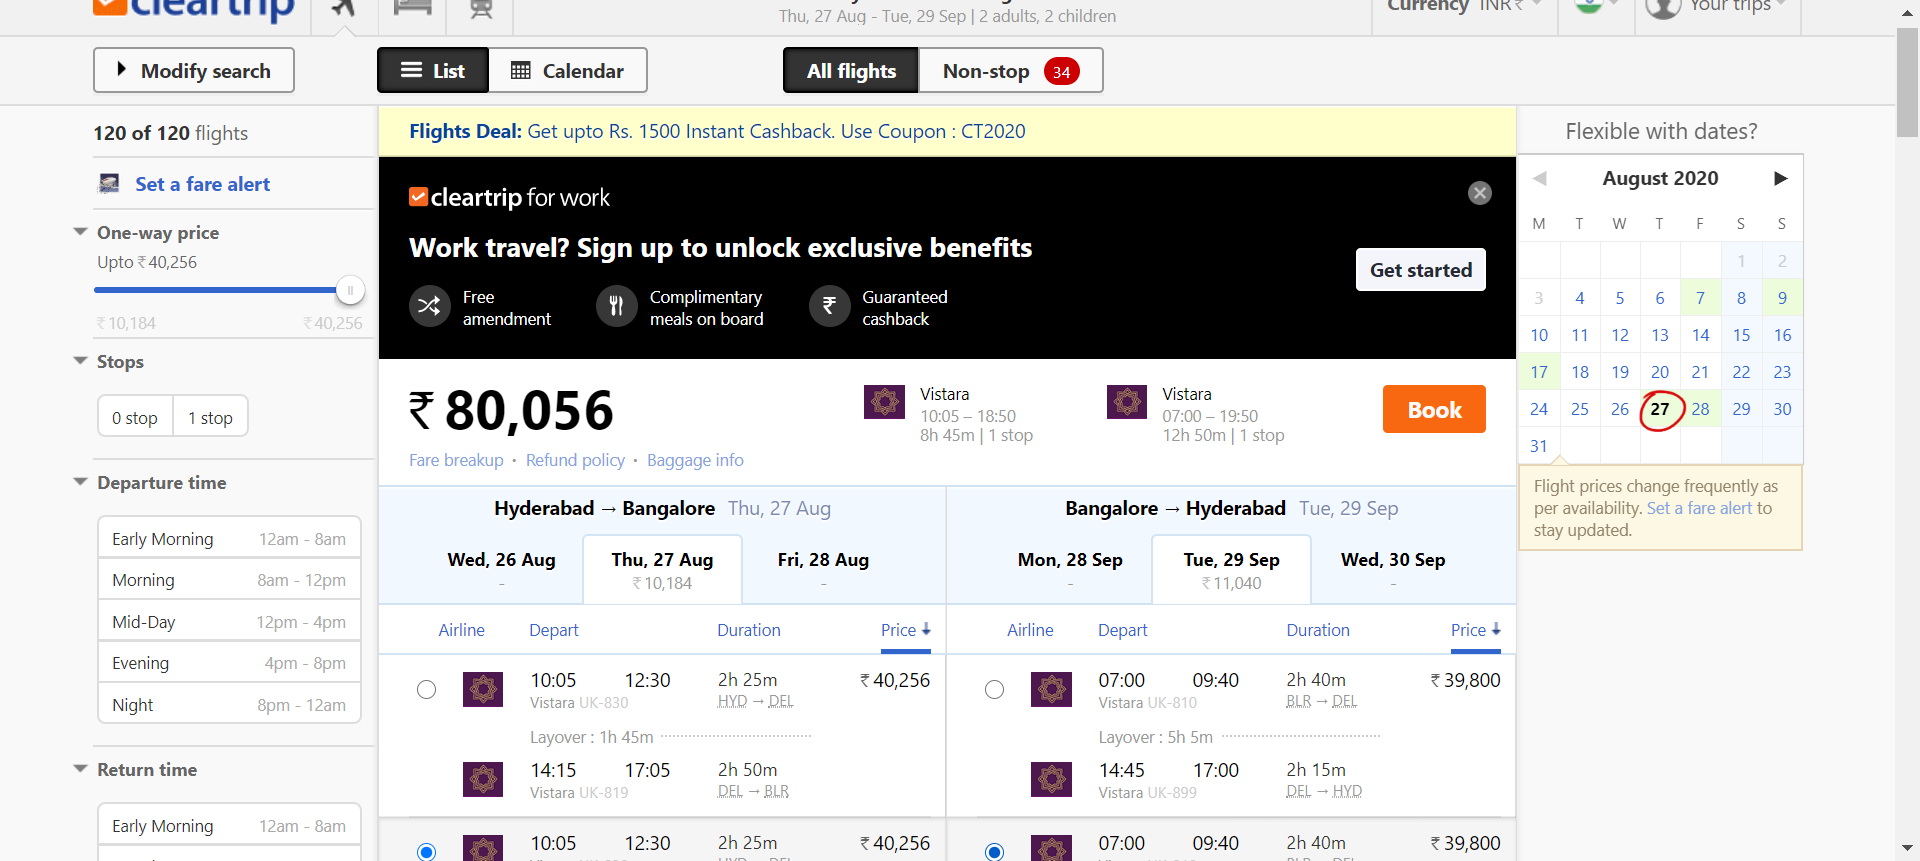 cleartrip
Thu, 27 Aug - Tue, 29 Sep | 2 adults, 2 children
Currency INR₹
Your trips
Modify search
List
Calendar
All flights
Non-stop 34
120 of 120 flights
Set a fare alert
One-way price
Upto ₹40,256
₹10,184 ₹40,256
Stops
0 stop 1 stop
Departure time
Early Morning 12am - 8am
Morning 8am - 12pm
Mid-Day 12pm - 4pm
Evening 4pm - 8pm
Night 8pm - 12am
Return time
Early Morning 12am - 8am
Flights Deal: Get upto Rs. 1500 Instant Cashback. Use Coupon : CT2020
cleartrip for work
Work travel? Sign up to unlock exclusive benefits
Free
amendment
Complimentary
meals on board
₹
Guaranteed
cashback
Get started
₹ 80,056
Fare breakup • Refund policy • Baggage info
Vistara
10:05 – 18:50
8h 45m | 1 stop
Vistara
07:00 – 19:50
12h 50m | 1 stop
Book
Hyderabad → Bangalore Thu, 27 Aug
Wed, 26 Aug
-
Thu, 27 Aug
₹10,184
Fri, 28 Aug
-
Airline Depart Duration Price
10:05 12:30 2h 25m ₹40,256
Vistara UK-830 HYD → DEL
Layover : 1h 45m
14:15 17:05 2h 50m
Vistara UK-819 DEL → BLR
10:05 12:30 2h 25m ₹40,256
Bangalore → Hyderabad Tue, 29 Sep
Mon, 28 Sep
-
Tue, 29 Sep
₹11,040
Wed, 30 Sep
-
Airline Depart Duration Price
07:00 09:40 2h 40m ₹39,800
Vistara UK-810 BLR → DEL
Layover : 5h 5m
14:45 17:00 2h 15m
Vistara UK-899 DEL → HYD
07:00 09:40 2h 40m ₹39,800
Flexible with dates?
August 2020
M T W T F S S
1 2
3 4 5 6 7 8 9
10 11 12 13 14 15 16
17 18 19 20 21 22 23
24 25 26 27 28 29 30
31
Flight prices change frequently as
per availability. Set a fare alert to
stay updated.